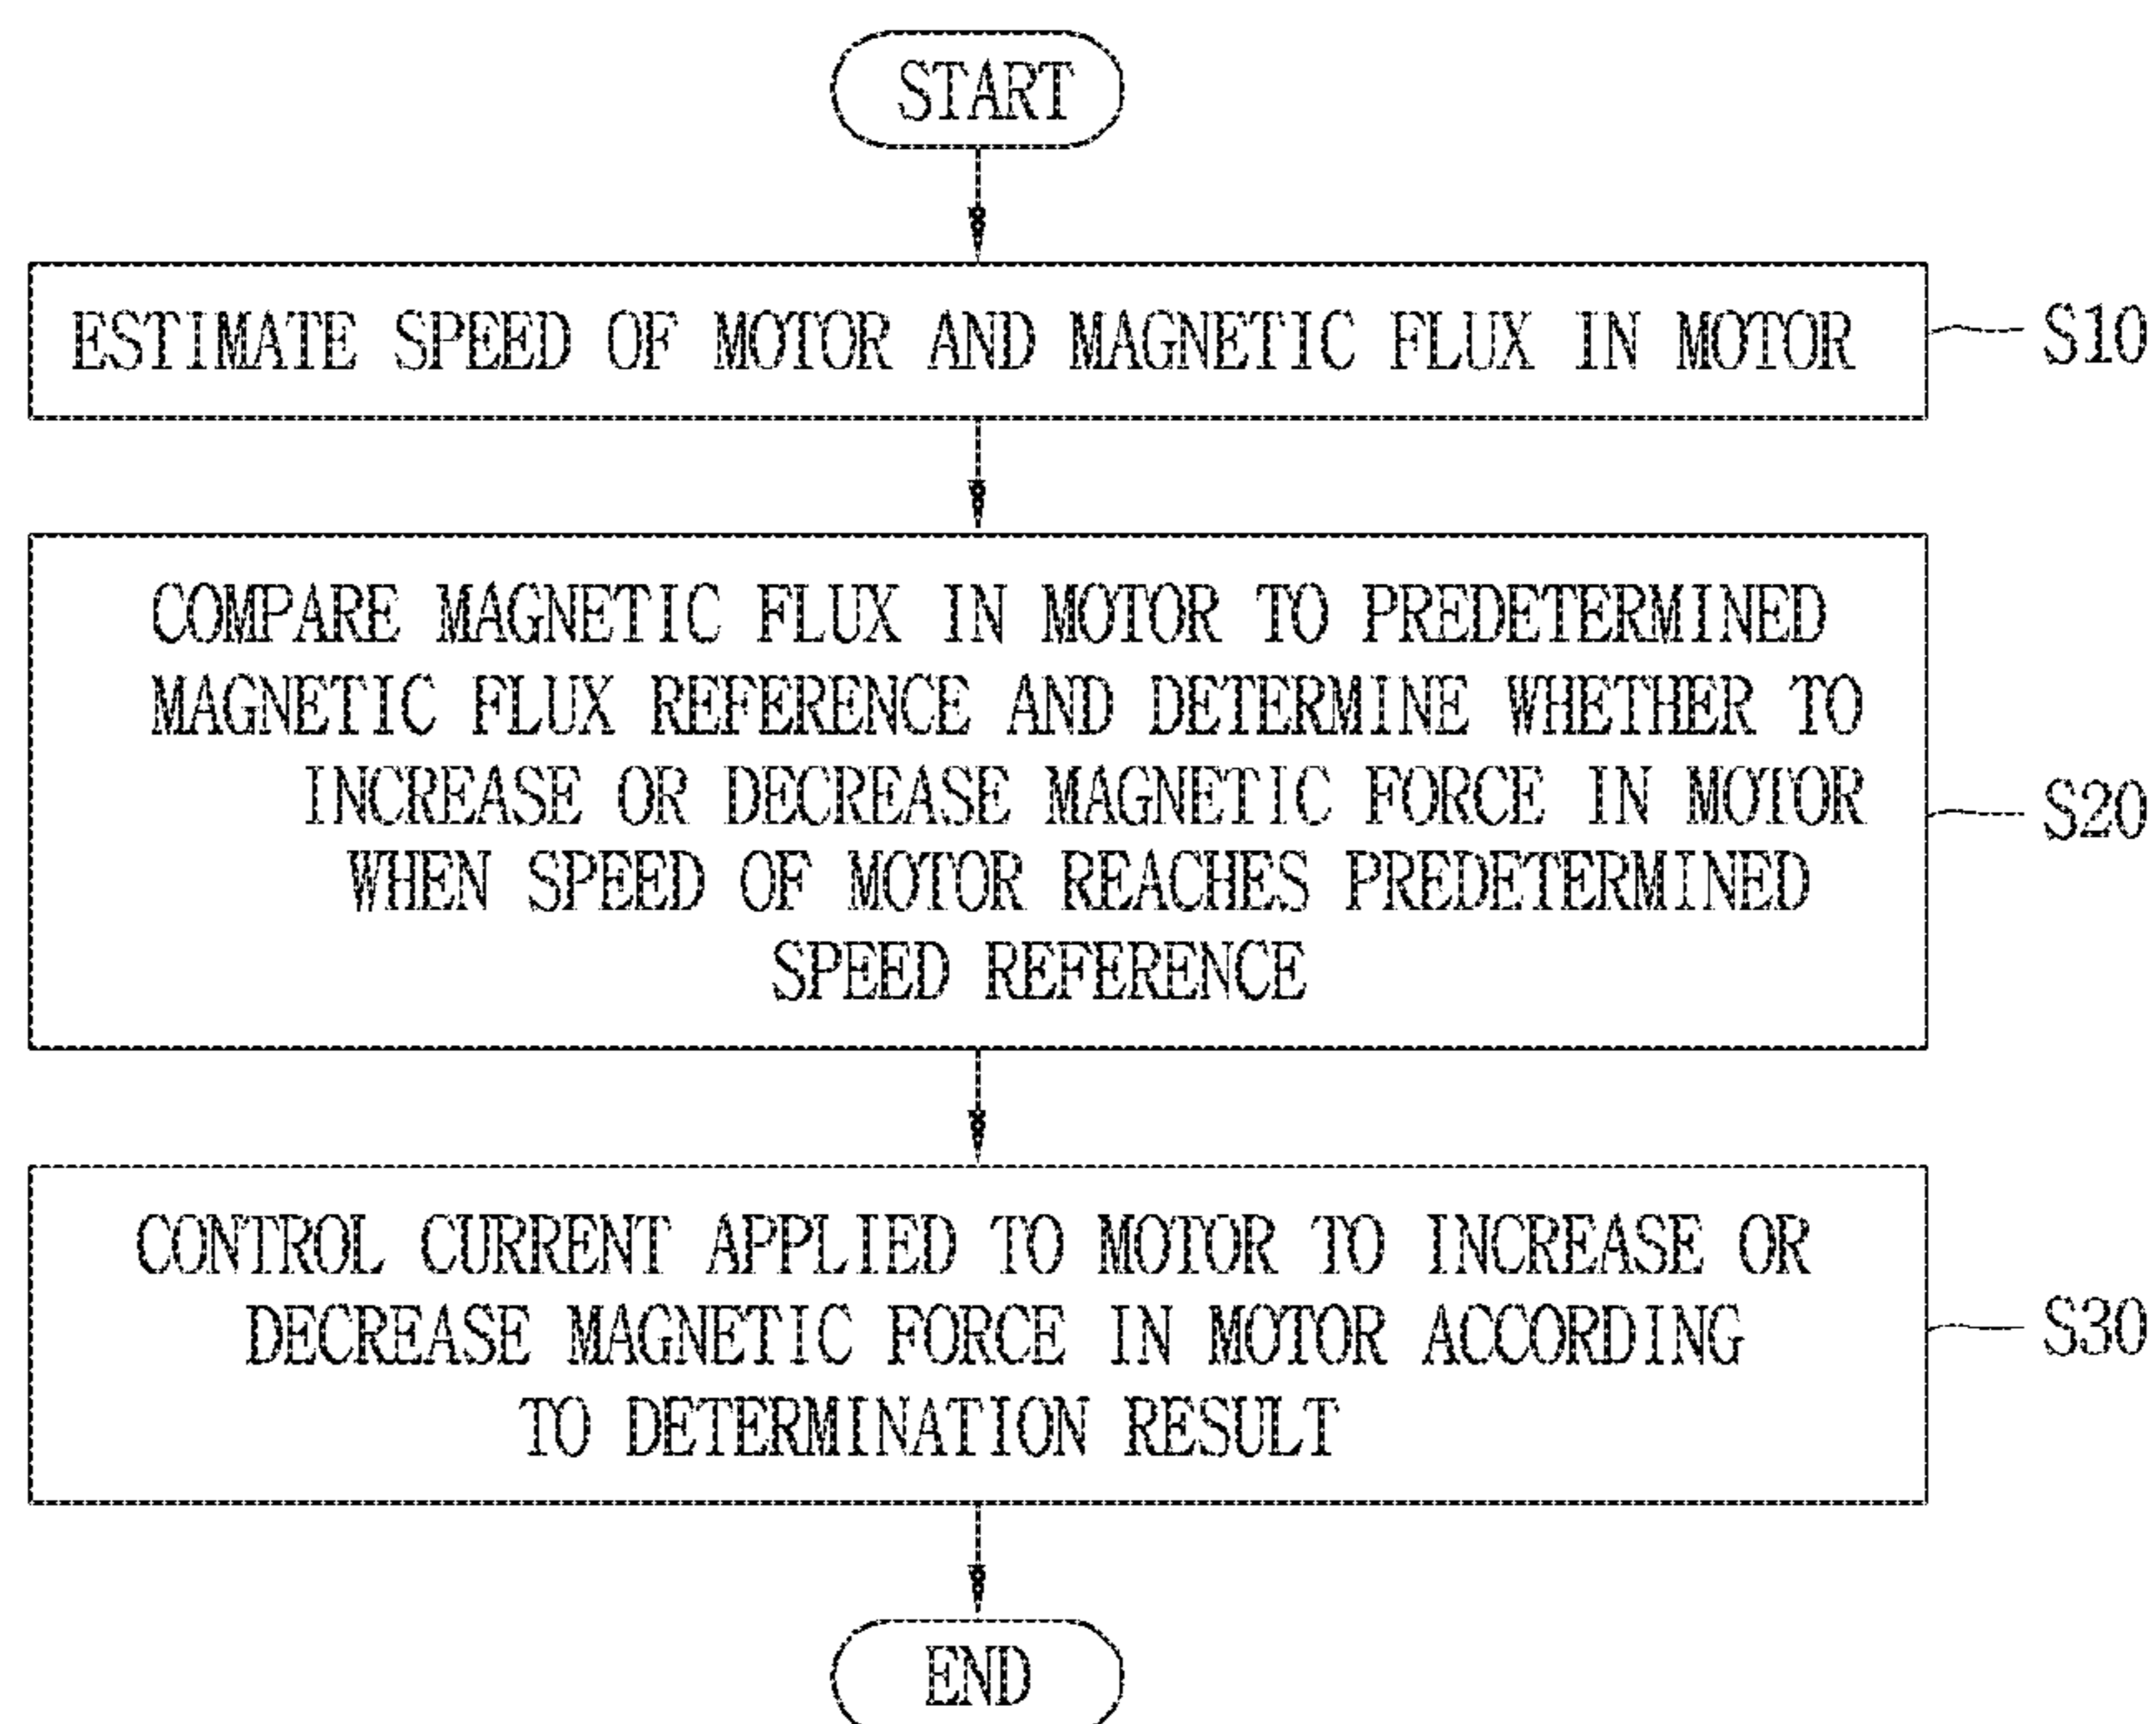 START
ESTIMATE SPEED OF MOTOR AND MAGNETIC FLUX IN MOTOR
S10
COMPARE MAGNETIC FLUX IN MOTOR TO PREDETERMINED
MAGNETIC FLUX REFERENCE AND DETERMINE WHETHER TO
INCREASE OR DECREASE MAGNETIC FORCE IN MOTOR
WHEN SPEED OF MOTOR REACHES PREDETERMINED
SPEED REFERENCE
S20
CONTROL CURRENT APPLIED TO MOTOR TO INCREASE OR
DECREASE MAGNETIC FORCE IN MOTOR ACCORDING
TO DETERMINATION RESULT
S30
END